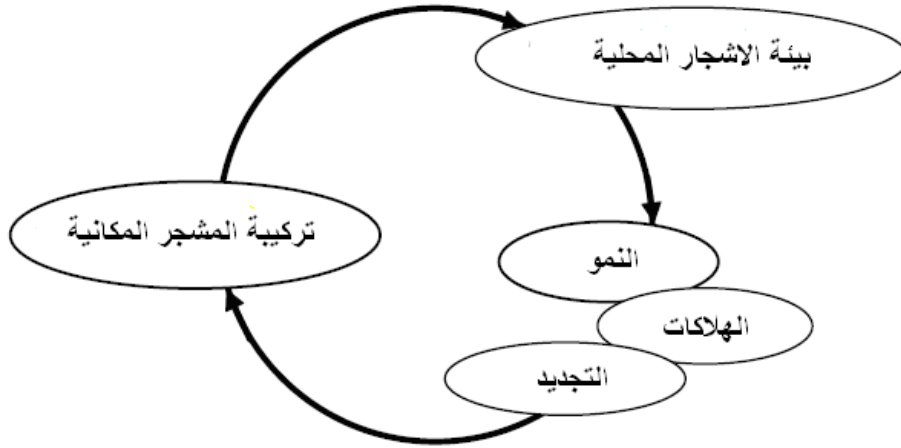 بيئة الاشجار المحلية
تركيبة المشجر المكانية
النمو
الهلاكات
التجديد